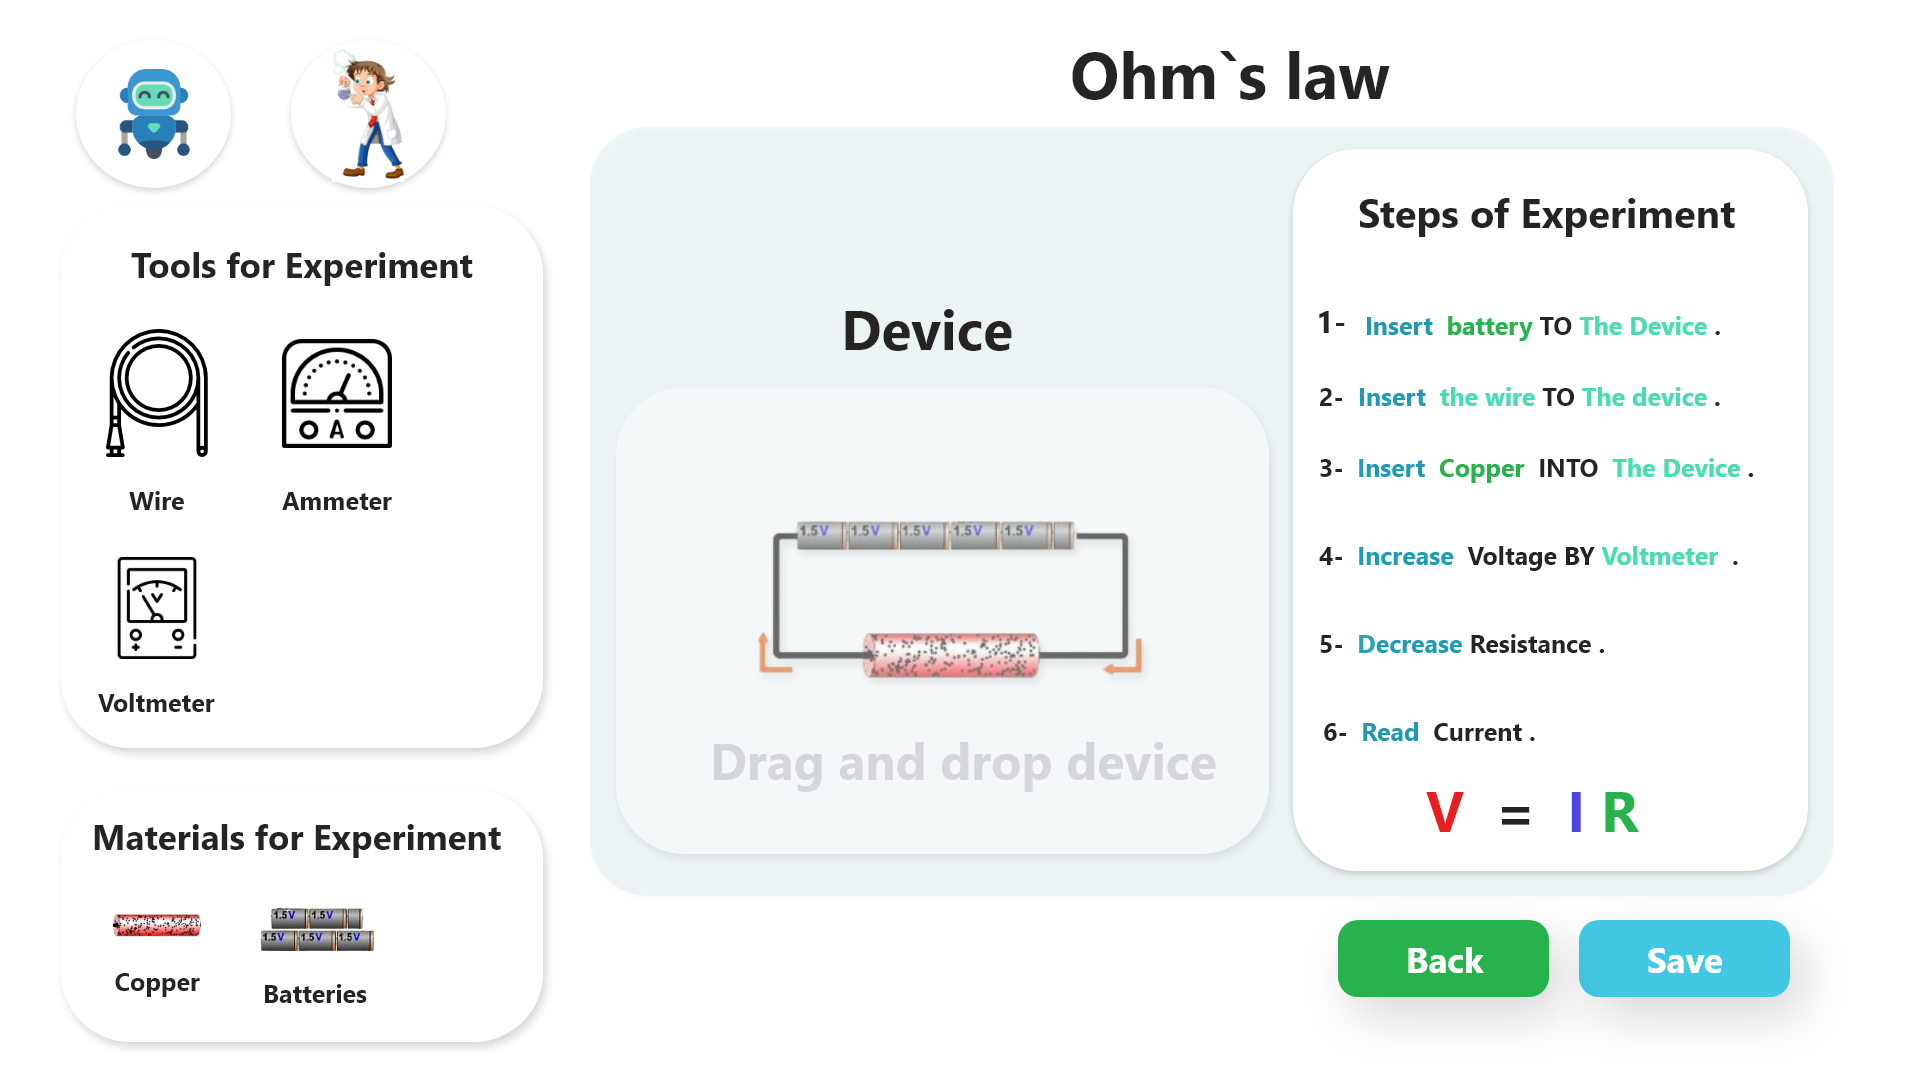 Ohm`s law
Tools for Experiment
A
Wire
Ammeter
V
Voltmeter
Materials for Experiment
1.5V 1.5V
1.5V 1.5V 1.5V
Copper
Batteries
Device
1.5V 1.5V 1.5V 1.5V 1.5V
Drag and drop device
Steps of Experiment
1- Insert battery TO The Device .
2- Insert the wire TO The device .
3- Insert Copper INTO The Device .
4- Increase Voltage BY Voltmeter .
5- Decrease Resistance .
6- Read Current .
V = I R
Back
Save